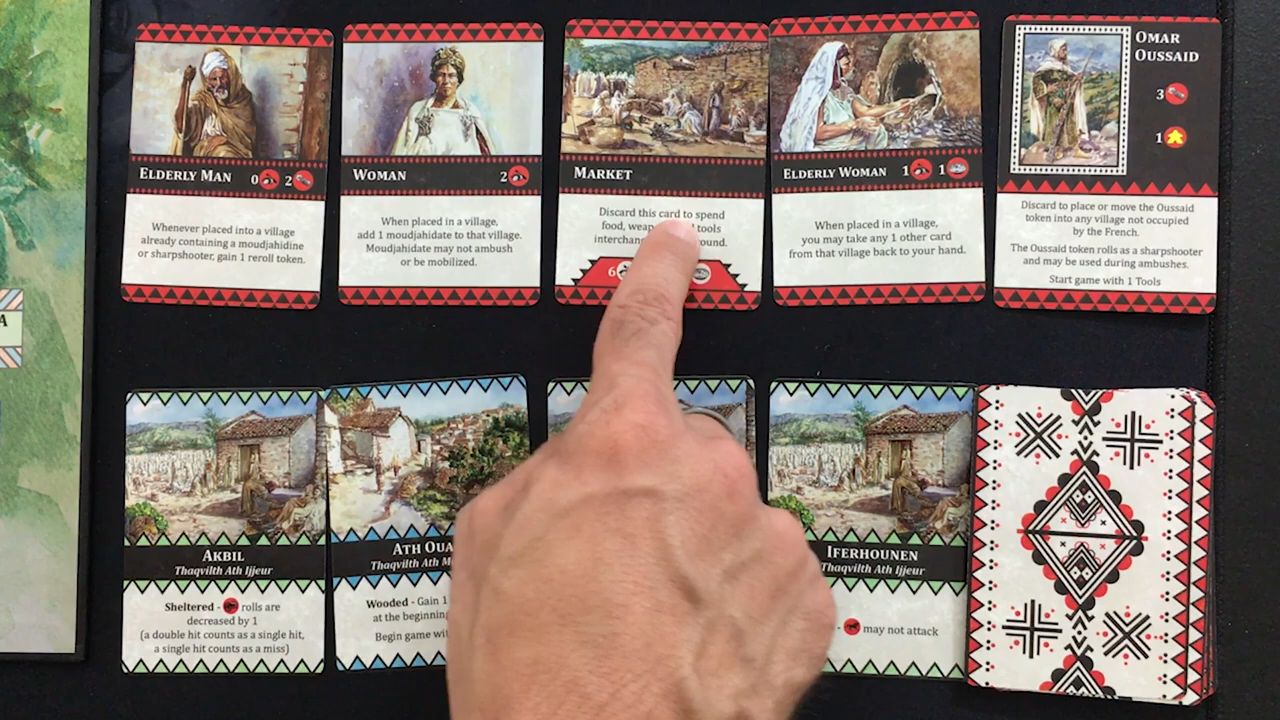 ELDERLY MAN 0 2
Whenever placed into a village
already containing a moudjahidine
or sharpshooter, gain 1 reroll token.
WOMAN 2
When placed in a village,
add 1 moudjahidate to that village.
Moudjahidate may not ambush
or be mobilized.
MARKET
Discard this card to spend
food, tools
ound.
6
ELDERLY WOMAN 1 1
When placed in a village,
you may take any 1 other card
from that village back to your hand.
OMAR
OUSSAID
3
1
Discard to place or move the Oussaid
token into any village not occupied
by the French.
The Oussaid token rolls as a sharpshooter
and may be used during ambushes.
Start game with 1 Tools
A
AKBIL
Thaqvilth Ath Ijjeur
Sheltered - rolls are
decreased by 1
(a double hit counts as a single hit,
a single hit counts as a miss)
ATH OUA
Thaqvilth Ath M
Wooded - Gain 1
at the beginnin
Begin game wit
IFERHOUNEN
Thaqvilth Ath Ijjeur
- may not attack